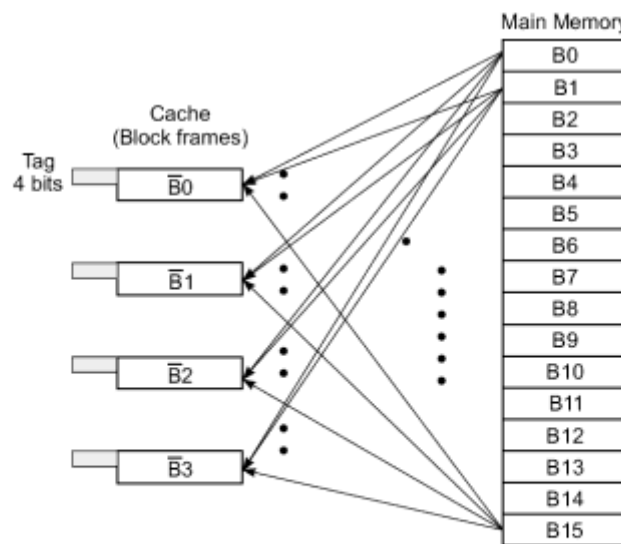 Main Memory
B0
B1
B2
B3
B4
B5
B6
B7
B8
B9
B10
B11
B12
B13
B14
B15
Cache
(Block frames)
Tag
4 bits
B̅0
B̅1
B̅2
B̅3